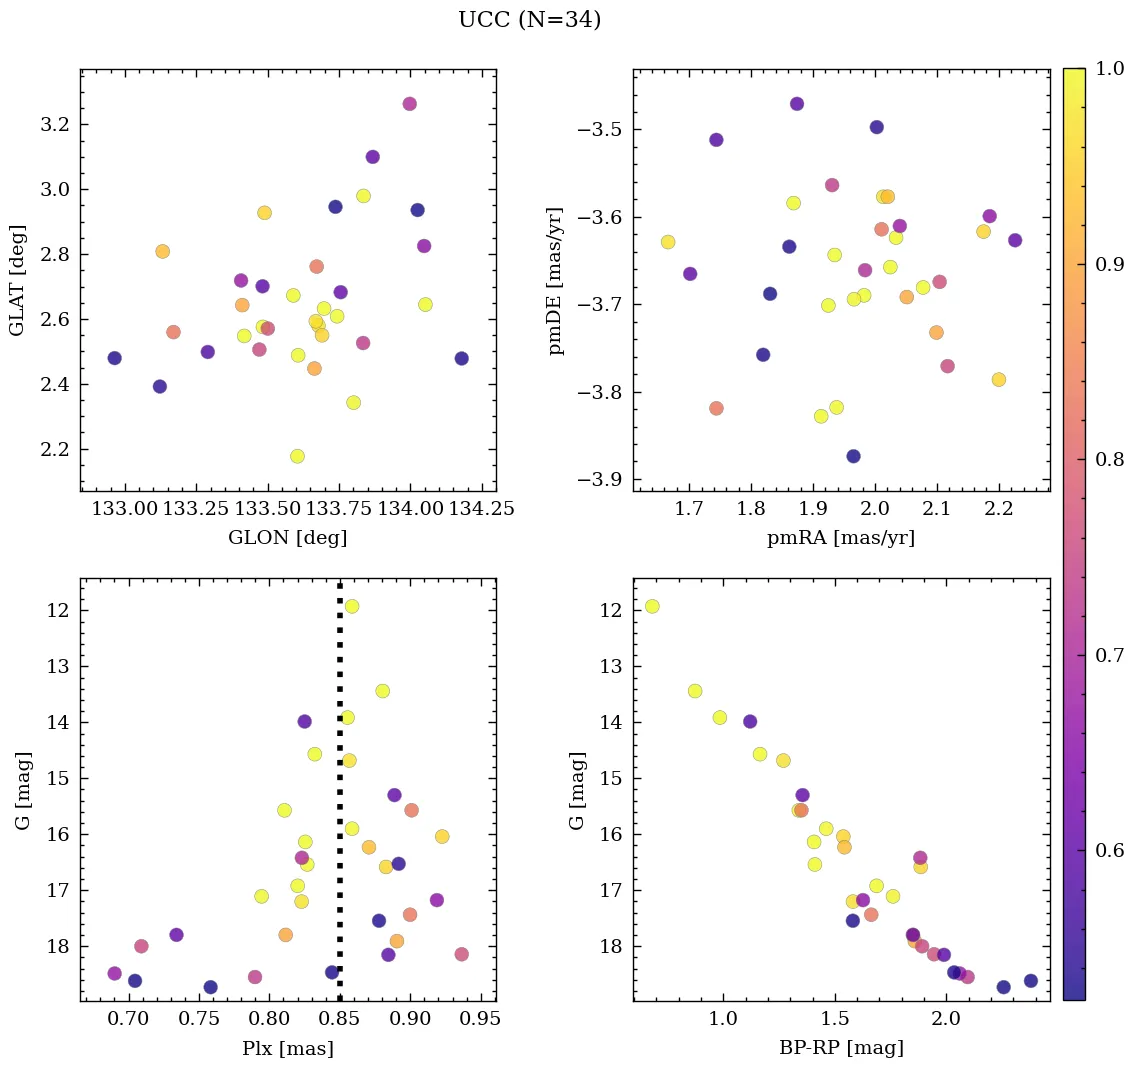 UCC (N=34)
3.2
3.0
2.8
2.6
2.4
2.2
GLAT [deg]
133.00 133.25 133.50 133.75 134.00 134.25
GLON [deg]
−3.5
−3.6
−3.7
−3.8
−3.9
pmDE [mas/yr]
1.7 1.8 1.9 2.0 2.1 2.2
pmRA [mas/yr]
12
13
14
15
16
17
18
G [mag]
0.70 0.75 0.80 0.85 0.90 0.95
Plx [mas]
12
13
14
15
16
17
18
G [mag]
1.0 1.5 2.0
BP-RP [mag]
1.0
0.9
0.8
0.7
0.6